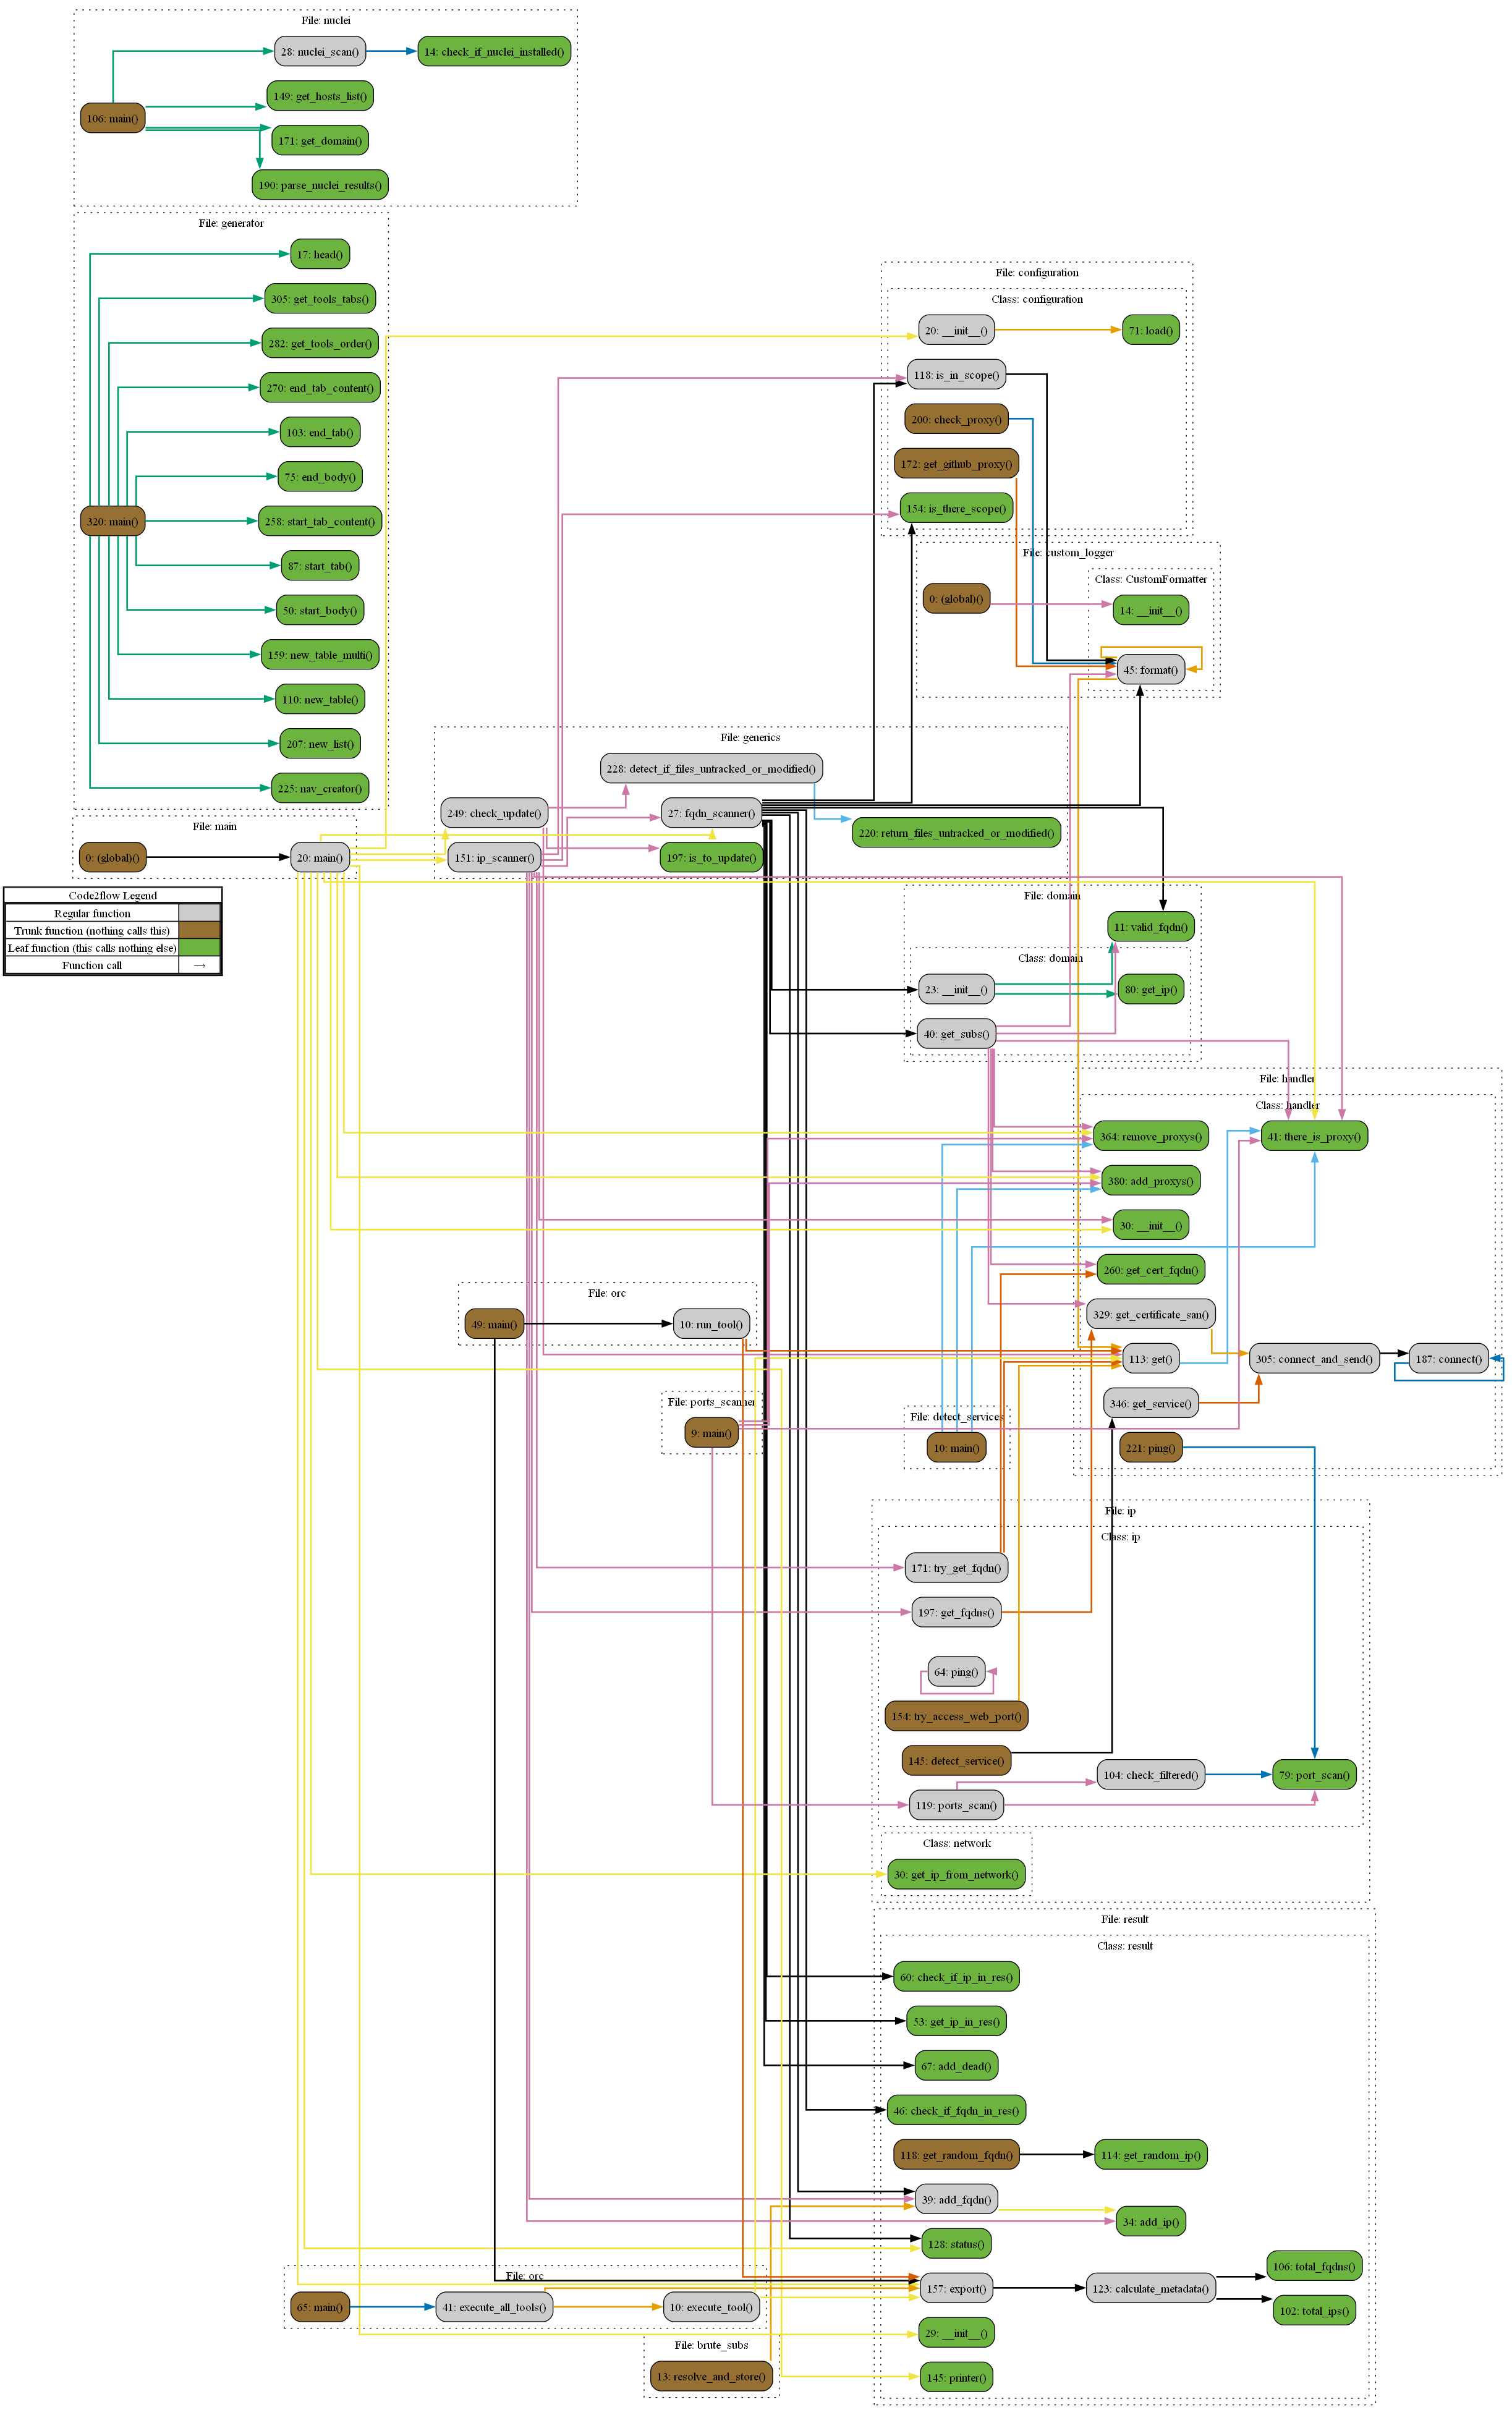 File: nuclei
28: nuclei_scan()
14: check_if_nuclei_installed()
149: get_hosts_list()
106: main()
171: get_domain()
190: parse_nuclei_results()
File: generator
17: head()
305: get_tools_tabs()
282: get_tools_order()
270: end_tab_content()
103: end_tab()
75: end_body()
320: main()
258: start_tab_content()
87: start_tab()
50: start_body()
159: new_table_multi()
110: new_table()
207: new_list()
225: nav_creator()
File: configuration
Class: configuration
20: __init__()
71: load()
118: is_in_scope()
200: check_proxy()
172: get_github_proxy()
154: is_there_scope()
File: custom_logger
Class: CustomFormatter
0: (global)()
14: __init__()
45: format()
File: generics
228: detect_if_files_untracked_or_modified()
249: check_update()
27: fqdn_scanner()
220: return_files_untracked_or_modified()
151: ip_scanner()
197: is_to_update()
File: main
0: (global)()
20: main()
Code2flow Legend
Regular function
Trunk function (nothing calls this)
Leaf function (this calls nothing else)
Function call →
File: domain
11: valid_fqdn()
Class: domain
23: __init__()
80: get_ip()
40: get_subs()
File: handler
Class: handler
364: remove_proxys()
41: there_is_proxy()
380: add_proxys()
30: __init__()
260: get_cert_fqdn()
329: get_certificate_san()
113: get()
305: connect_and_send()
187: connect()
346: get_service()
221: ping()
File: orc
49: main()
10: run_tool()
File: ports_scanner
9: main()
File: detect_services
10: main()
File: ip
Class: ip
171: try_get_fqdn()
197: get_fqdns()
64: ping()
154: try_access_web_port()
145: detect_service()
104: check_filtered()
79: port_scan()
119: ports_scan()
Class: network
30: get_ip_from_network()
File: result
Class: result
60: check_if_ip_in_res()
53: get_ip_in_res()
67: add_dead()
46: check_if_fqdn_in_res()
118: get_random_fqdn()
114: get_random_ip()
39: add_fqdn()
34: add_ip()
128: status()
106: total_fqdns()
157: export()
123: calculate_metadata()
102: total_ips()
29: __init__()
145: printer()
File: orc
65: main()
41: execute_all_tools()
10: execute_tool()
File: brute_subs
13: resolve_and_store()